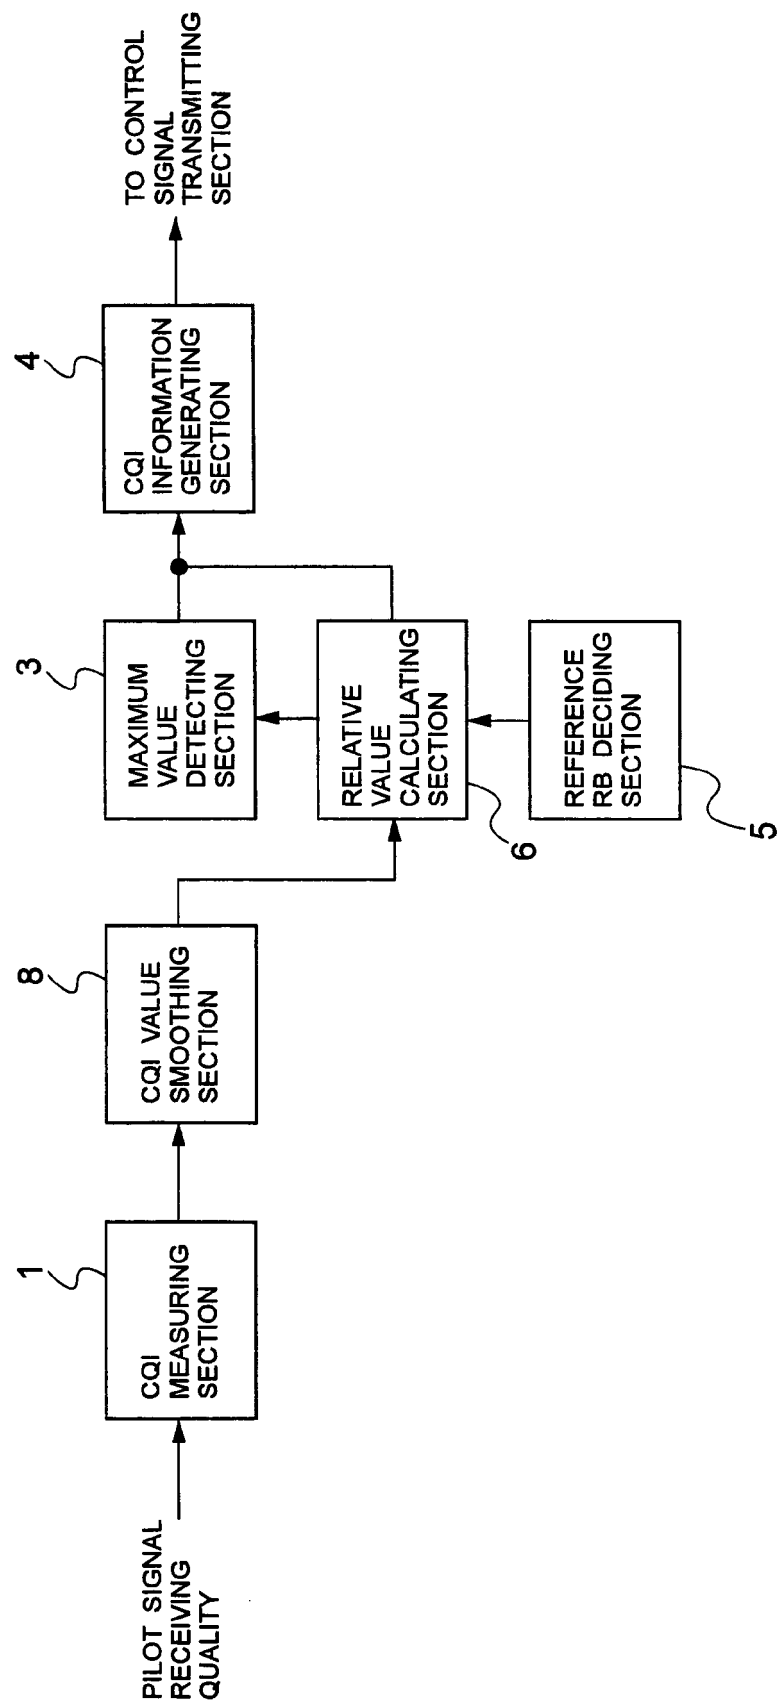 PILOT SIGNAL
RECEIVING
QUALITY
1
CQI
MEASURING
SECTION
8
CQI VALUE
SMOOTHING
SECTION
3
MAXIMUM
VALUE
DETECTING
SECTION
RELATIVE
VALUE
CALCULATING
SECTION
6
REFERENCE
RB DECIDING
SECTION
5
4
CQI
INFORMATION
GENERATING
SECTION
TO CONTROL
SIGNAL
TRANSMITTING
SECTION